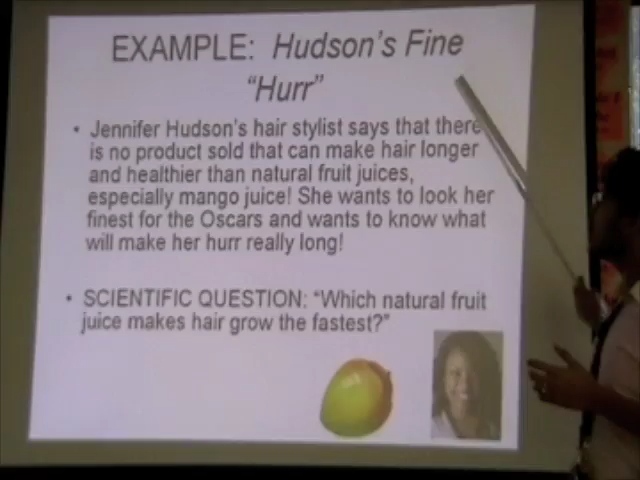 EXAMPLE: Hudson's Fine
"Hurr"
• Jennifer Hudson's hair stylist says that there
is no product sold that can make hair longer
and healthier than natural fruit juices,
especially mango juice! She wants to look her
finest for the Oscars and wants to know what
will make her hurr really long!
• SCIENTIFIC QUESTION: "Which natural fruit
juice makes hair grow the fastest?"